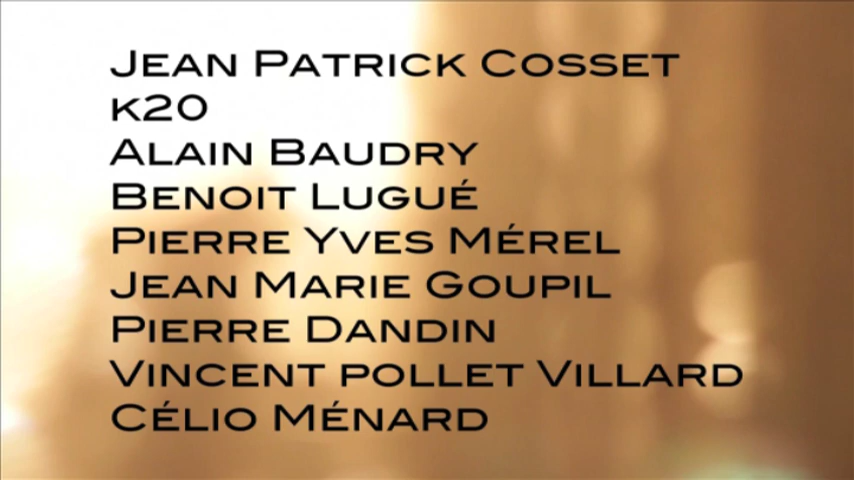 Jean Patrick Cosset
k20
Alain Baudry
Benoit Lugué
Pierre Yves Mérel
Jean Marie Goupil
Pierre Dandin
Vincent pollet Villard
Célio Ménard